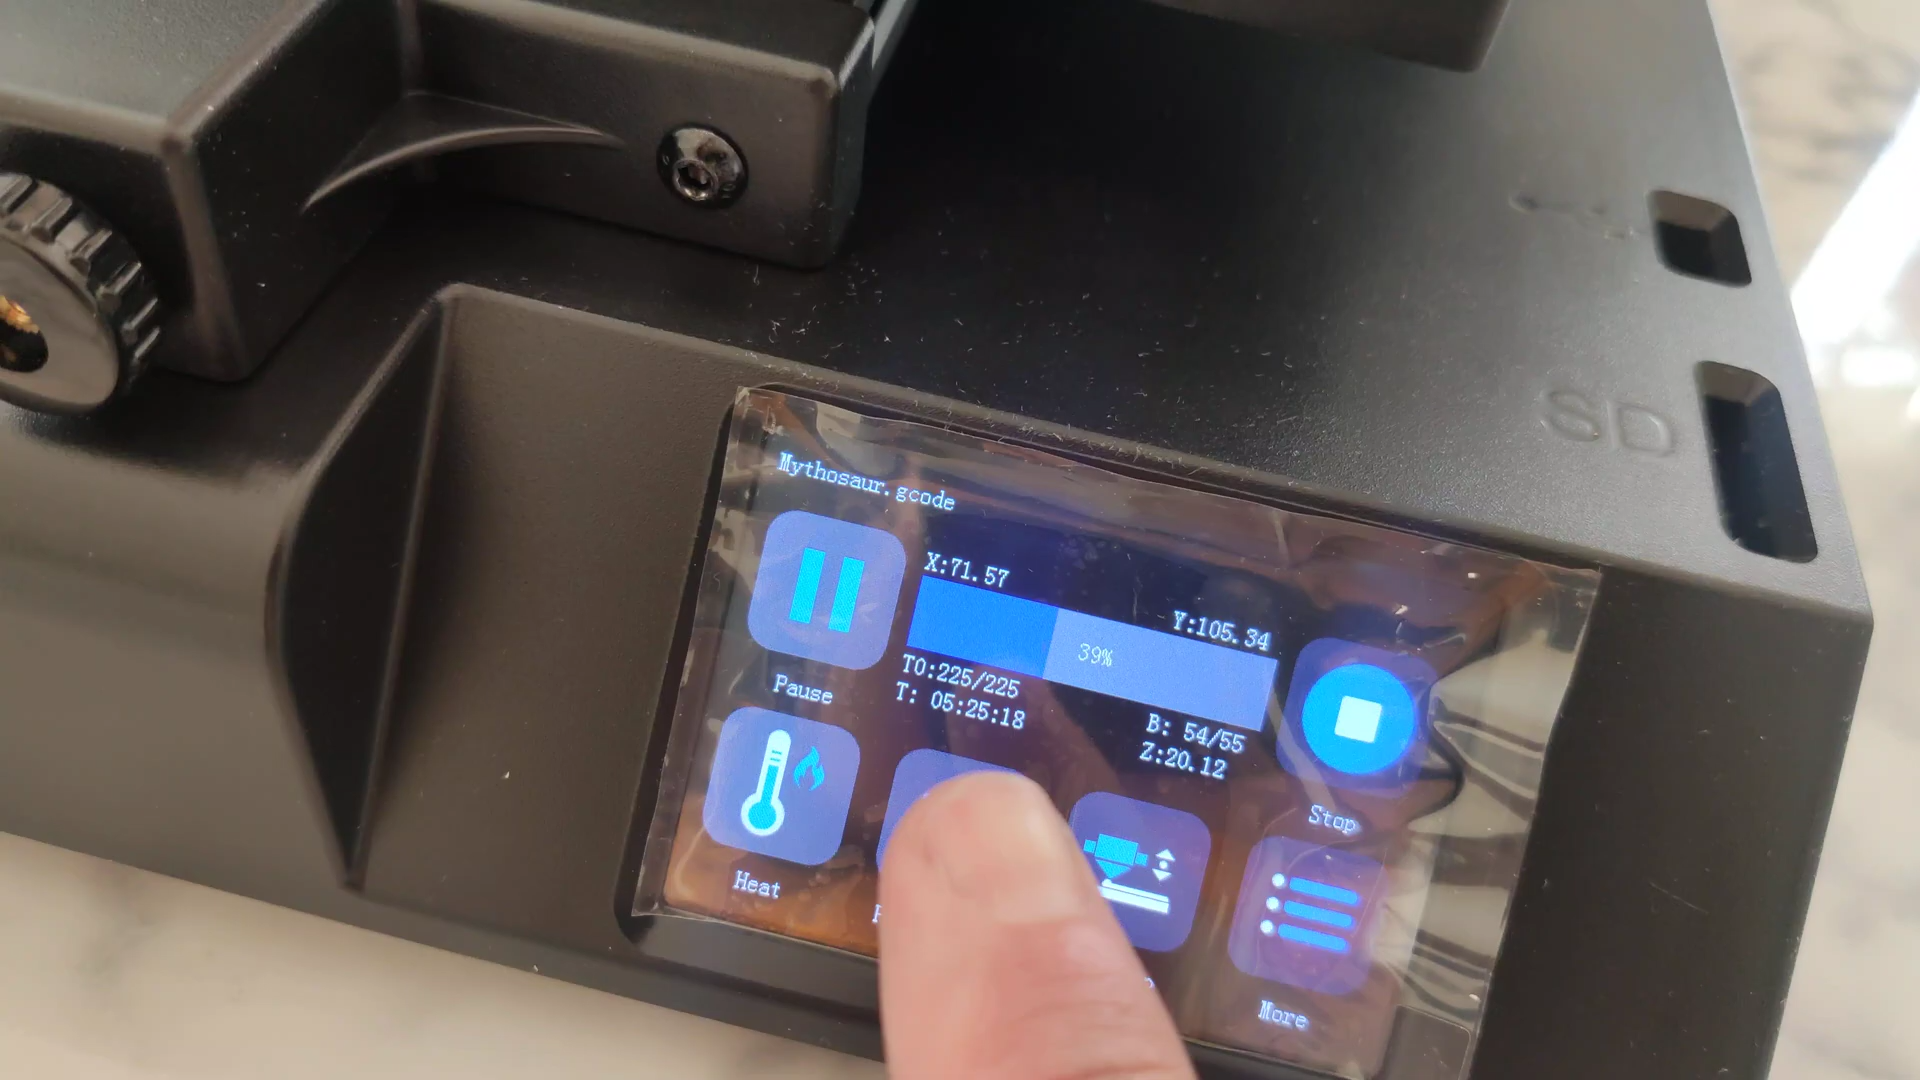 SD
Mythosaur.gcode
X:71.57
Y:105.34
39%
T0:225/225
T: 05:25:18
B: 54/55
Z:20.12
Pause
Stop
Heat
More